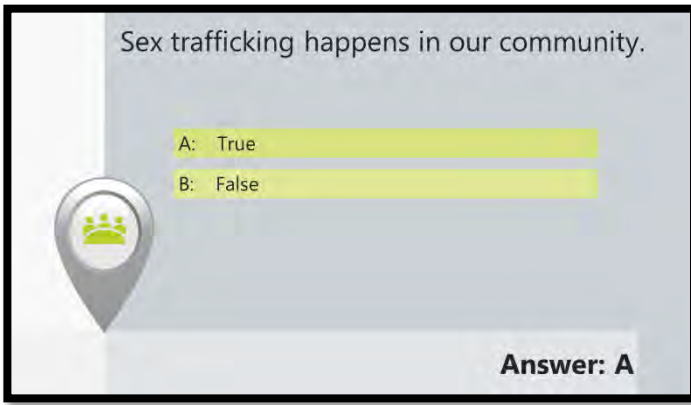 Sex trafficking happens in our community.
A: True
B: False
Answer: A